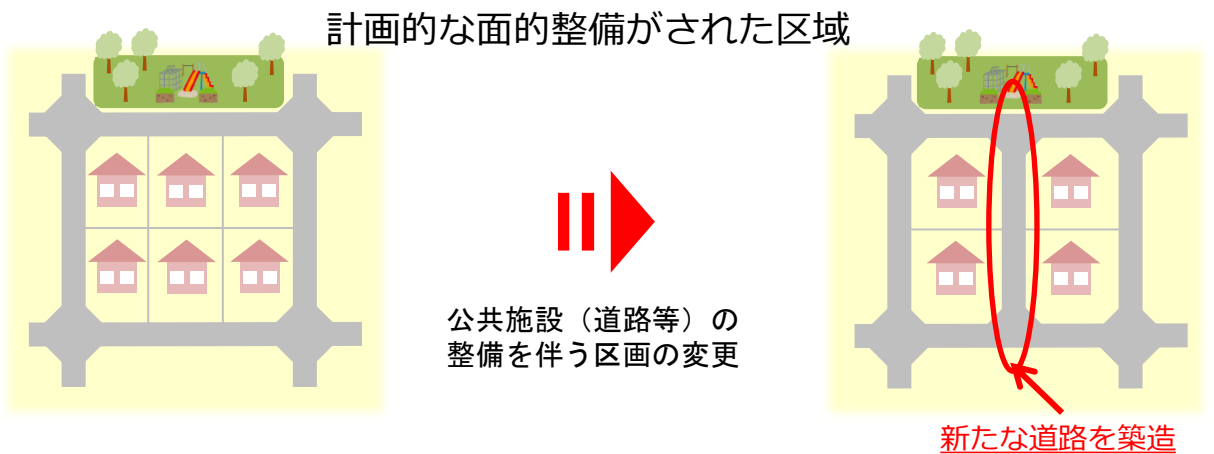 計画的な面的整備がされた区域
公共施設（道路等）の
整備を伴う区画の変更
新たな道路を築造